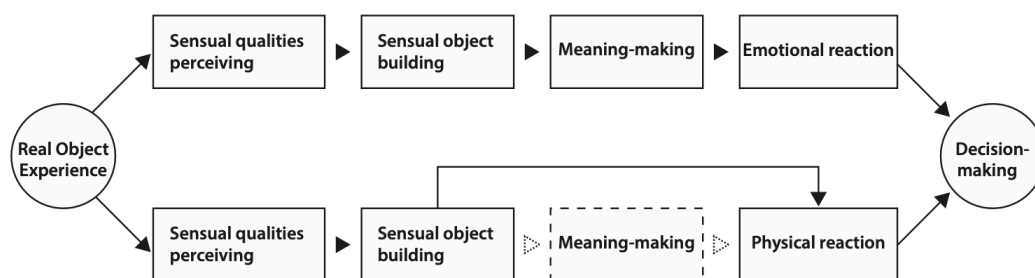 Sensual qualities
perceiving
Sensual object
building
Meaning-making
Emotional reaction
Real Object
Experience
Decision-
making
Sensual qualities
perceiving
Sensual object
building
Meaning-making
Physical reaction